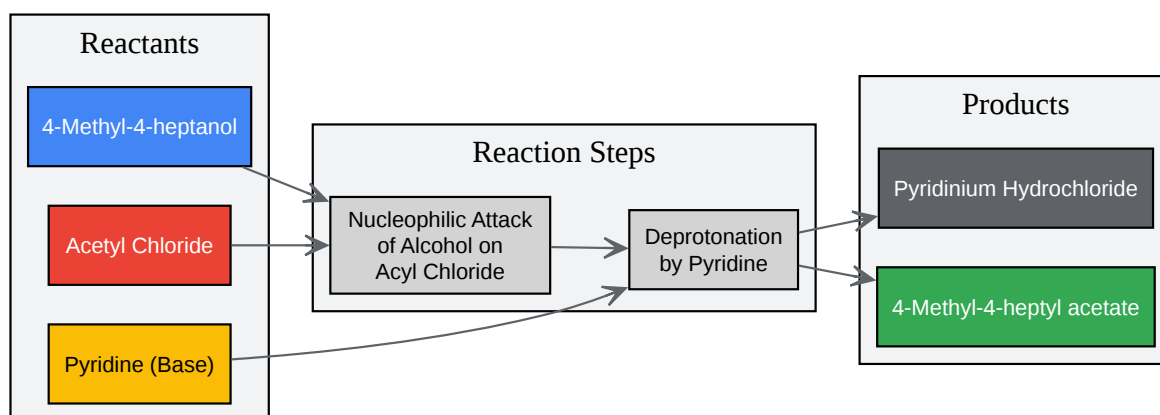 Reactants
4-Methyl-4-heptanol
Acetyl Chloride
Pyridine (Base)
Reaction Steps
Nucleophilic Attack
of Alcohol on
Acyl Chloride
Deprotonation
by Pyridine
Products
Pyridinium Hydrochloride
4-Methyl-4-heptyl acetate